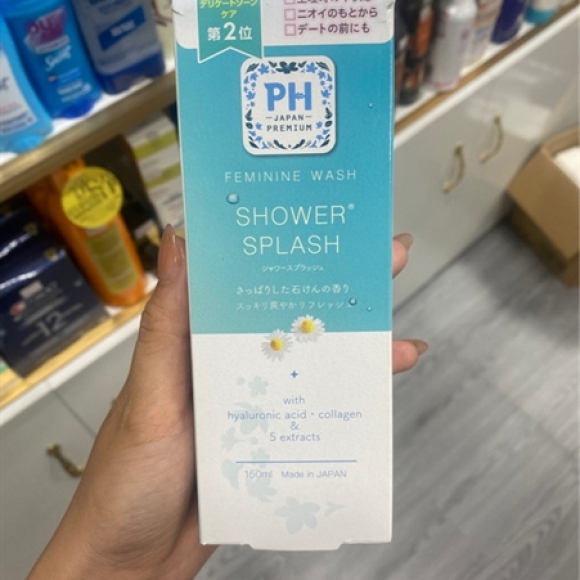 デリケートゾーン
ケア
第2位
ニオイのもとから
デートの前にも
PH
JAPAN
PREMIUM
FEMININE WASH
SHOWER®
SPLASH
シャワースプラッシュ
さっぱりした石けんの香り
スッキリ爽やかリフレッシュ
with
hyaluronic acid・collagen
&
5 extracts
150ml Made in JAPAN
12